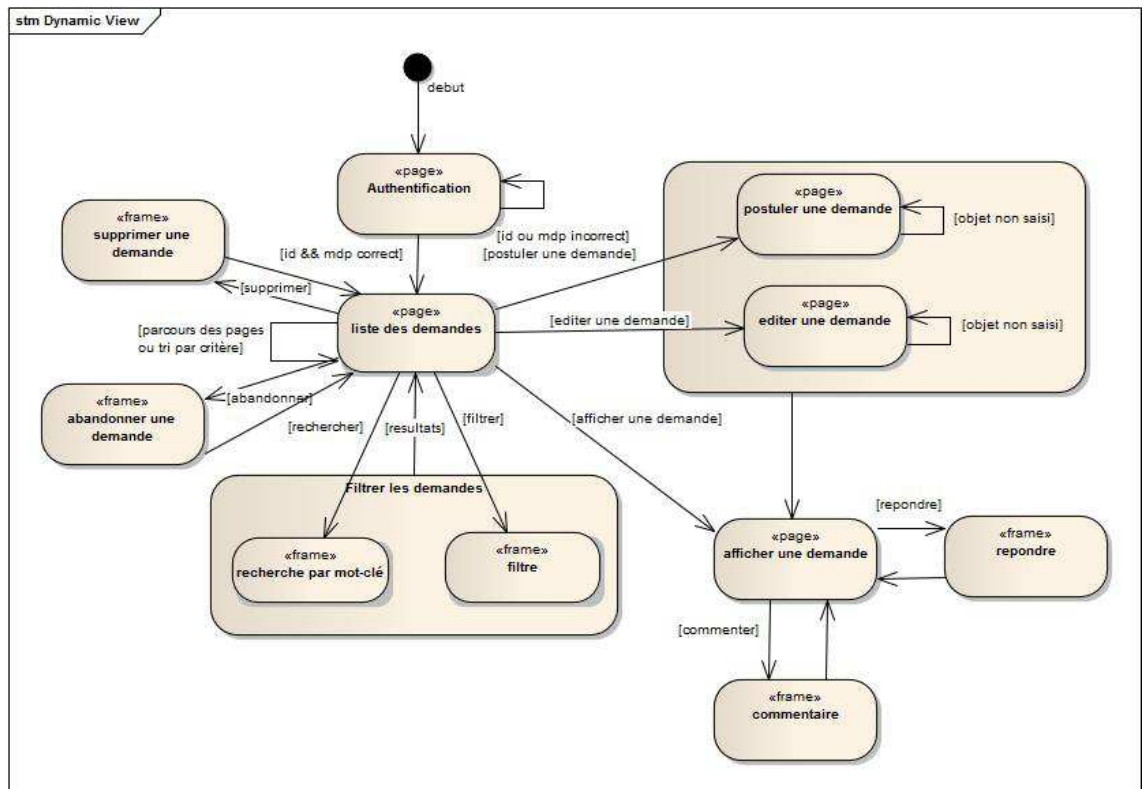 stm Dynamic View
debut
«page»
Authentification
[id ou mdp incorrect]
[id && mdp correct]
«frame»
supprimer une
demande
[supprimer]
[postuler une demande]
«page»
postuler une demande
[objet non saisi]
«page»
liste des demandes
[parcours des pages
ou tri par critère]
[editer une demande]
«page»
editer une demande
[objet non saisi]
«frame»
abandonner une
demande
[abandonner]
[rechercher]
[resultats]
[filtrer]
[afficher une demande]
Filtrer les demandes
«frame»
recherche par mot-clé
«frame»
filtre
«page»
afficher une demande
[repondre]
«frame»
repondre
[commenter]
«frame»
commentaire